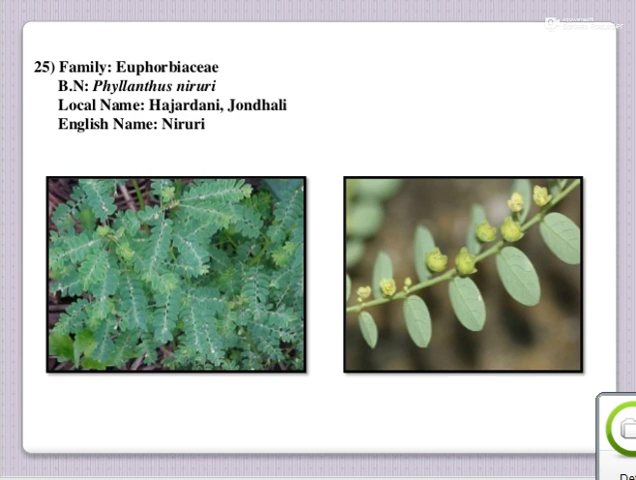 25) Family: Euphorbiaceae
B.N: Phyllanthus niruri
Local Name: Hajardani, Jondhali
English Name: Niruri